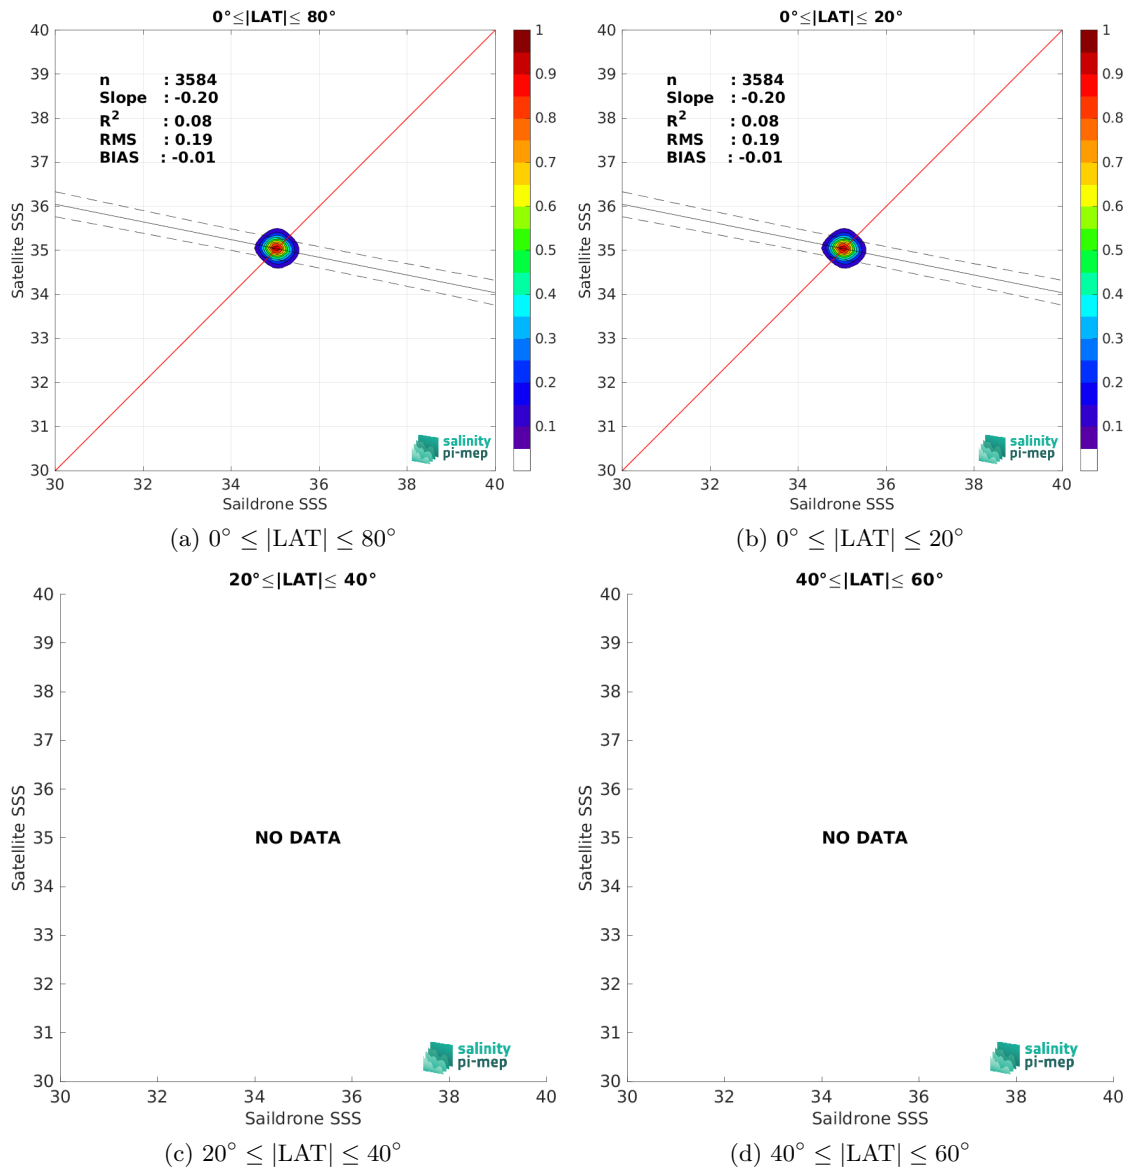 0°≤|LAT|≤ 80°
40
39
38
37
36
35
34
33
32
31
30
30
32
34
36
38
40
Satellite SSS
Saildrone SSS
n : 3584
Slope : -0.20
R² : 0.08
RMS : 0.19
BIAS : -0.01
1
0.9
0.8
0.7
0.6
0.5
0.4
0.3
0.2
0.1
salinity
pi-mep
(a) 0° ≤ |LAT| ≤ 80°
0°≤|LAT|≤ 20°
40
39
38
37
36
35
34
33
32
31
30
30
32
34
36
38
40
Satellite SSS
Saildrone SSS
n : 3584
Slope : -0.20
R² : 0.08
RMS : 0.19
BIAS : -0.01
1
0.9
0.8
0.7
0.6
0.5
0.4
0.3
0.2
0.1
salinity
pi-mep
(b) 0° ≤ |LAT| ≤ 20°
20°≤|LAT|≤ 40°
40
39
38
37
36
35
34
33
32
31
30
30
32
34
36
38
40
Satellite SSS
Saildrone SSS
NO DATA
salinity
pi-mep
(c) 20° ≤ |LAT| ≤ 40°
40°≤|LAT|≤ 60°
40
39
38
37
36
35
34
33
32
31
30
30
32
34
36
38
40
Satellite SSS
Saildrone SSS
NO DATA
salinity
pi-mep
(d) 40° ≤ |LAT| ≤ 60°